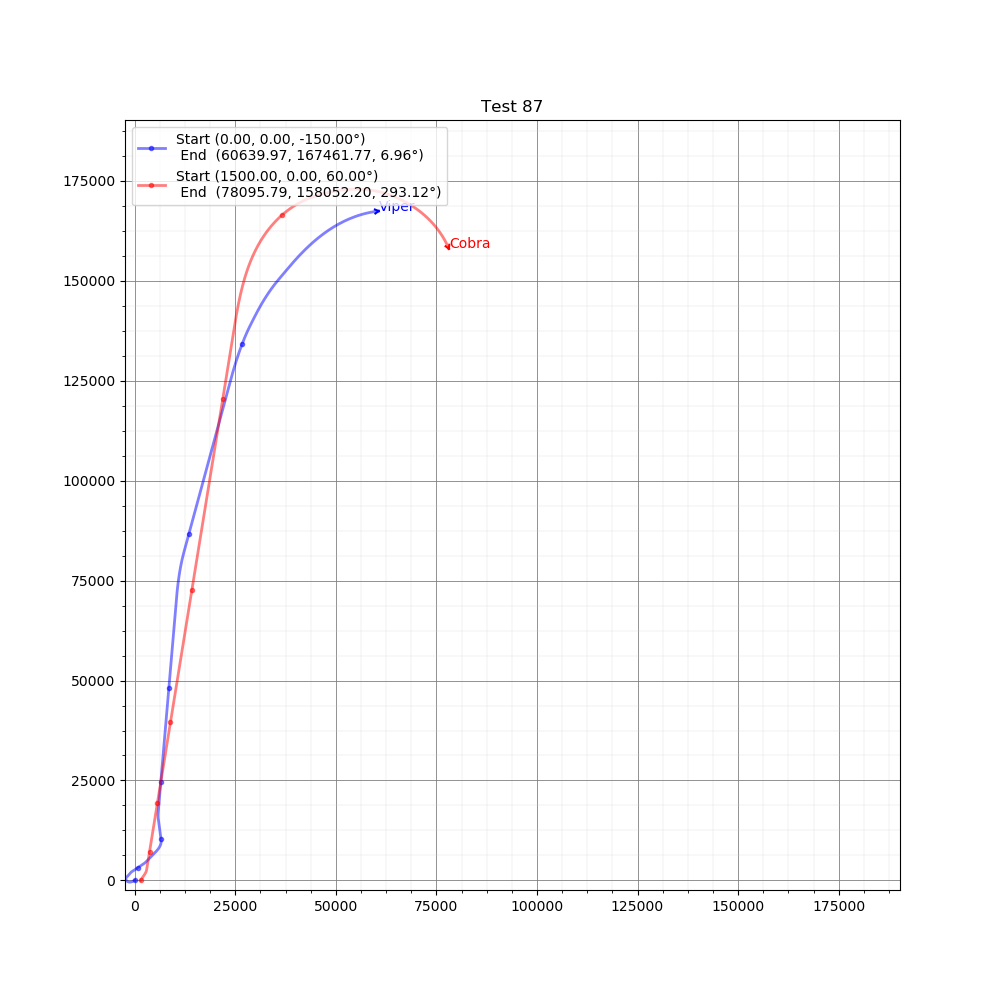 Test 87
Start (0.00, 0.00, -150.00°)
End  (60639.97, 167461.77, 6.96°)
Start (1500.00, 0.00, 60.00°)
End  (78095.79, 158052.20, 293.12°)
Viper
Cobra
175000
150000
125000
100000
75000
50000
25000
0
0 25000 50000 75000 100000 125000 150000 175000